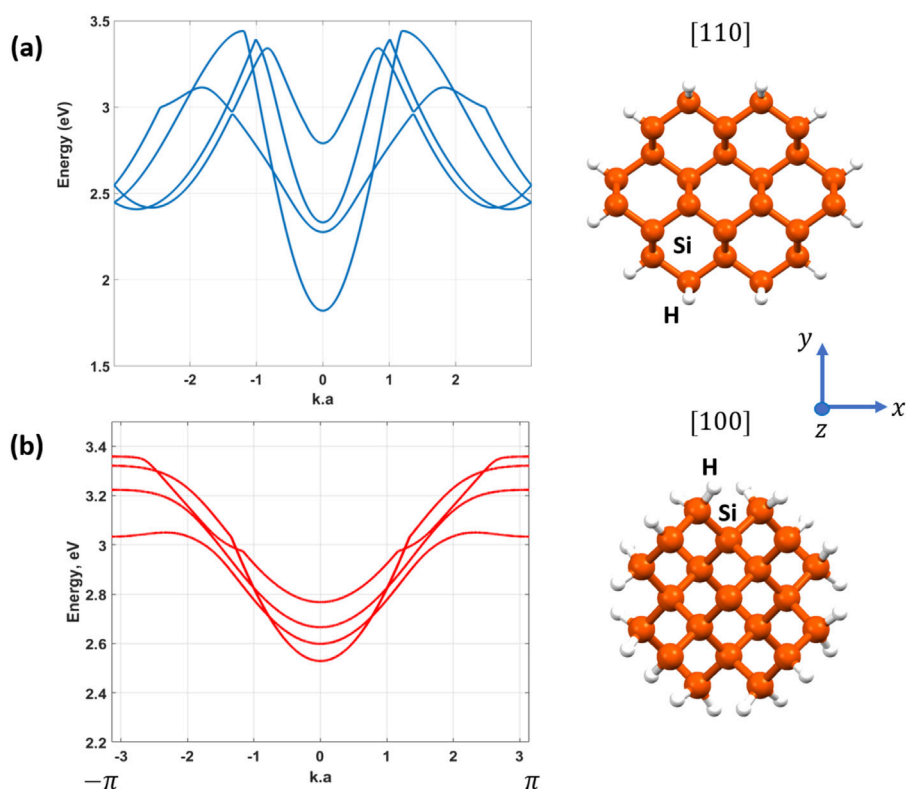 (a)
3.5
3
2.5
2
1.5
Energy (eV)
-2
-1
0
1
2
k.a
[110]
Si
H
y
x
z
(b)
3.4
3.2
3
2.8
2.6
2.4
2.2
Energy, eV
-3
-2
-1
0
1
2
3
−π
k.a
π
[100]
H
Si